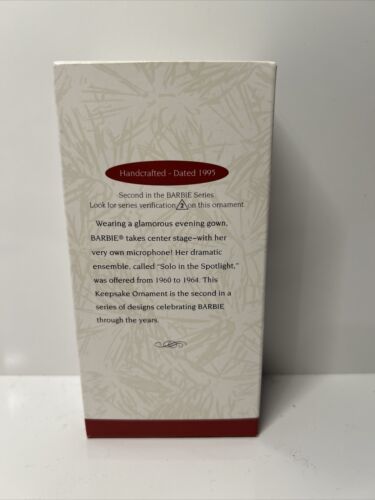 Handcrafted - Dated 1995
Second in the BARBIE Series
Look for series verification 2 on this ornament
Wearing a glamorous evening gown,
BARBIE® takes center stage–with her
very own microphone! Her dramatic
ensemble, called "Solo in the Spotlight,"
was offered from 1960 to 1964. This
Keepsake Ornament is the second in a
series of designs celebrating BARBIE
through the years.